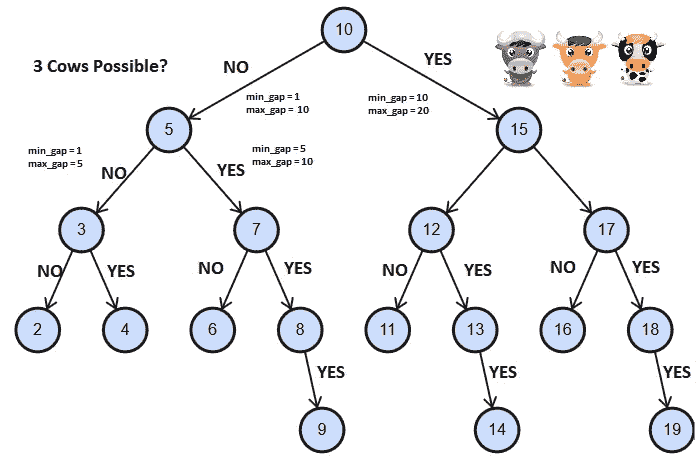 10
3 Cows Possible?
NO
YES
min_gap = 1
max_gap = 10
min_gap = 10
max_gap = 20
5
15
min_gap = 1
max_gap = 5
NO
YES
min_gap = 5
max_gap = 10
3
7
12
17
NO
YES
NO
YES
NO
YES
NO
YES
2
4
6
8
11
13
16
18
YES
YES
YES
9
14
19